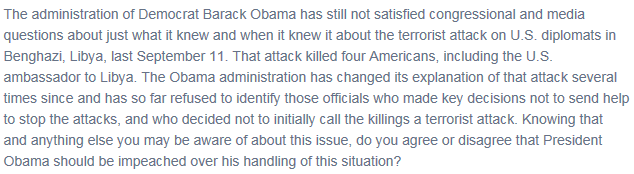 The administration of Democrat Barack Obama has still not satisfied congressional and media
questions about just what it knew and when it knew it about the terrorist attack on U.S. diplomats in
Benghazi, Libya, last September 11. That attack killed four Americans, including the U.S.
ambassador to Libya. The Obama administration has changed its explanation of that attack several
times since and has so far refused to identify those officials who made key decisions not to send help
to stop the attacks, and who decided not to initially call the killings a terrorist attack. Knowing that
and anything else you may be aware of about this issue, do you agree or disagree that President
Obama should be impeached over his handling of this situation?